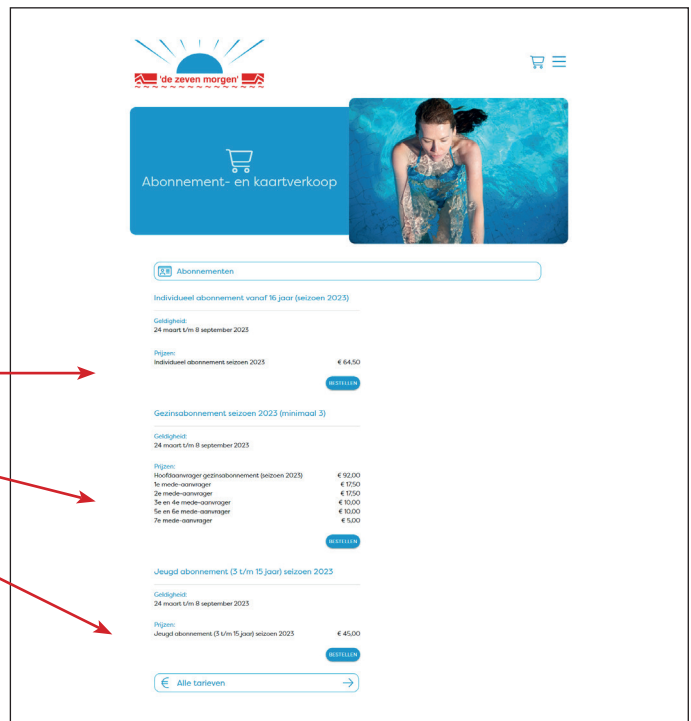 'de zeven morgen'
Abonnement- en kaartverkoop
Abonnementen
Individueel abonnement vanaf 16 jaar (seizoen 2023)
Geldigheid:
24 maart t/m 8 september 2023
Prijzen:
Individueel abonnement seizoen 2023 € 64,50
BESTELLEN
Gezinsabonnement seizoen 2023 (minimaal 3)
Geldigheid:
24 maart t/m 8 september 2023
Prijzen:
Hoofdaanvrager gezinsabonnement (seizoen 2023) € 92,00
1e mede-aanvrager € 17,50
2e mede-aanvrager € 17,50
3e en 4e mede-aanvrager € 10,00
5e en 6e mede-aanvrager € 10,00
7e mede-aanvrager € 5,00
BESTELLEN
Jeugd abonnement (3 t/m 15 jaar) seizoen 2023
Geldigheid:
24 maart t/m 8 september 2023
Prijzen:
Jeugd abonnement (3 t/m 15 jaar) seizoen 2023 € 45,00
BESTELLEN
€ Alle tarieven